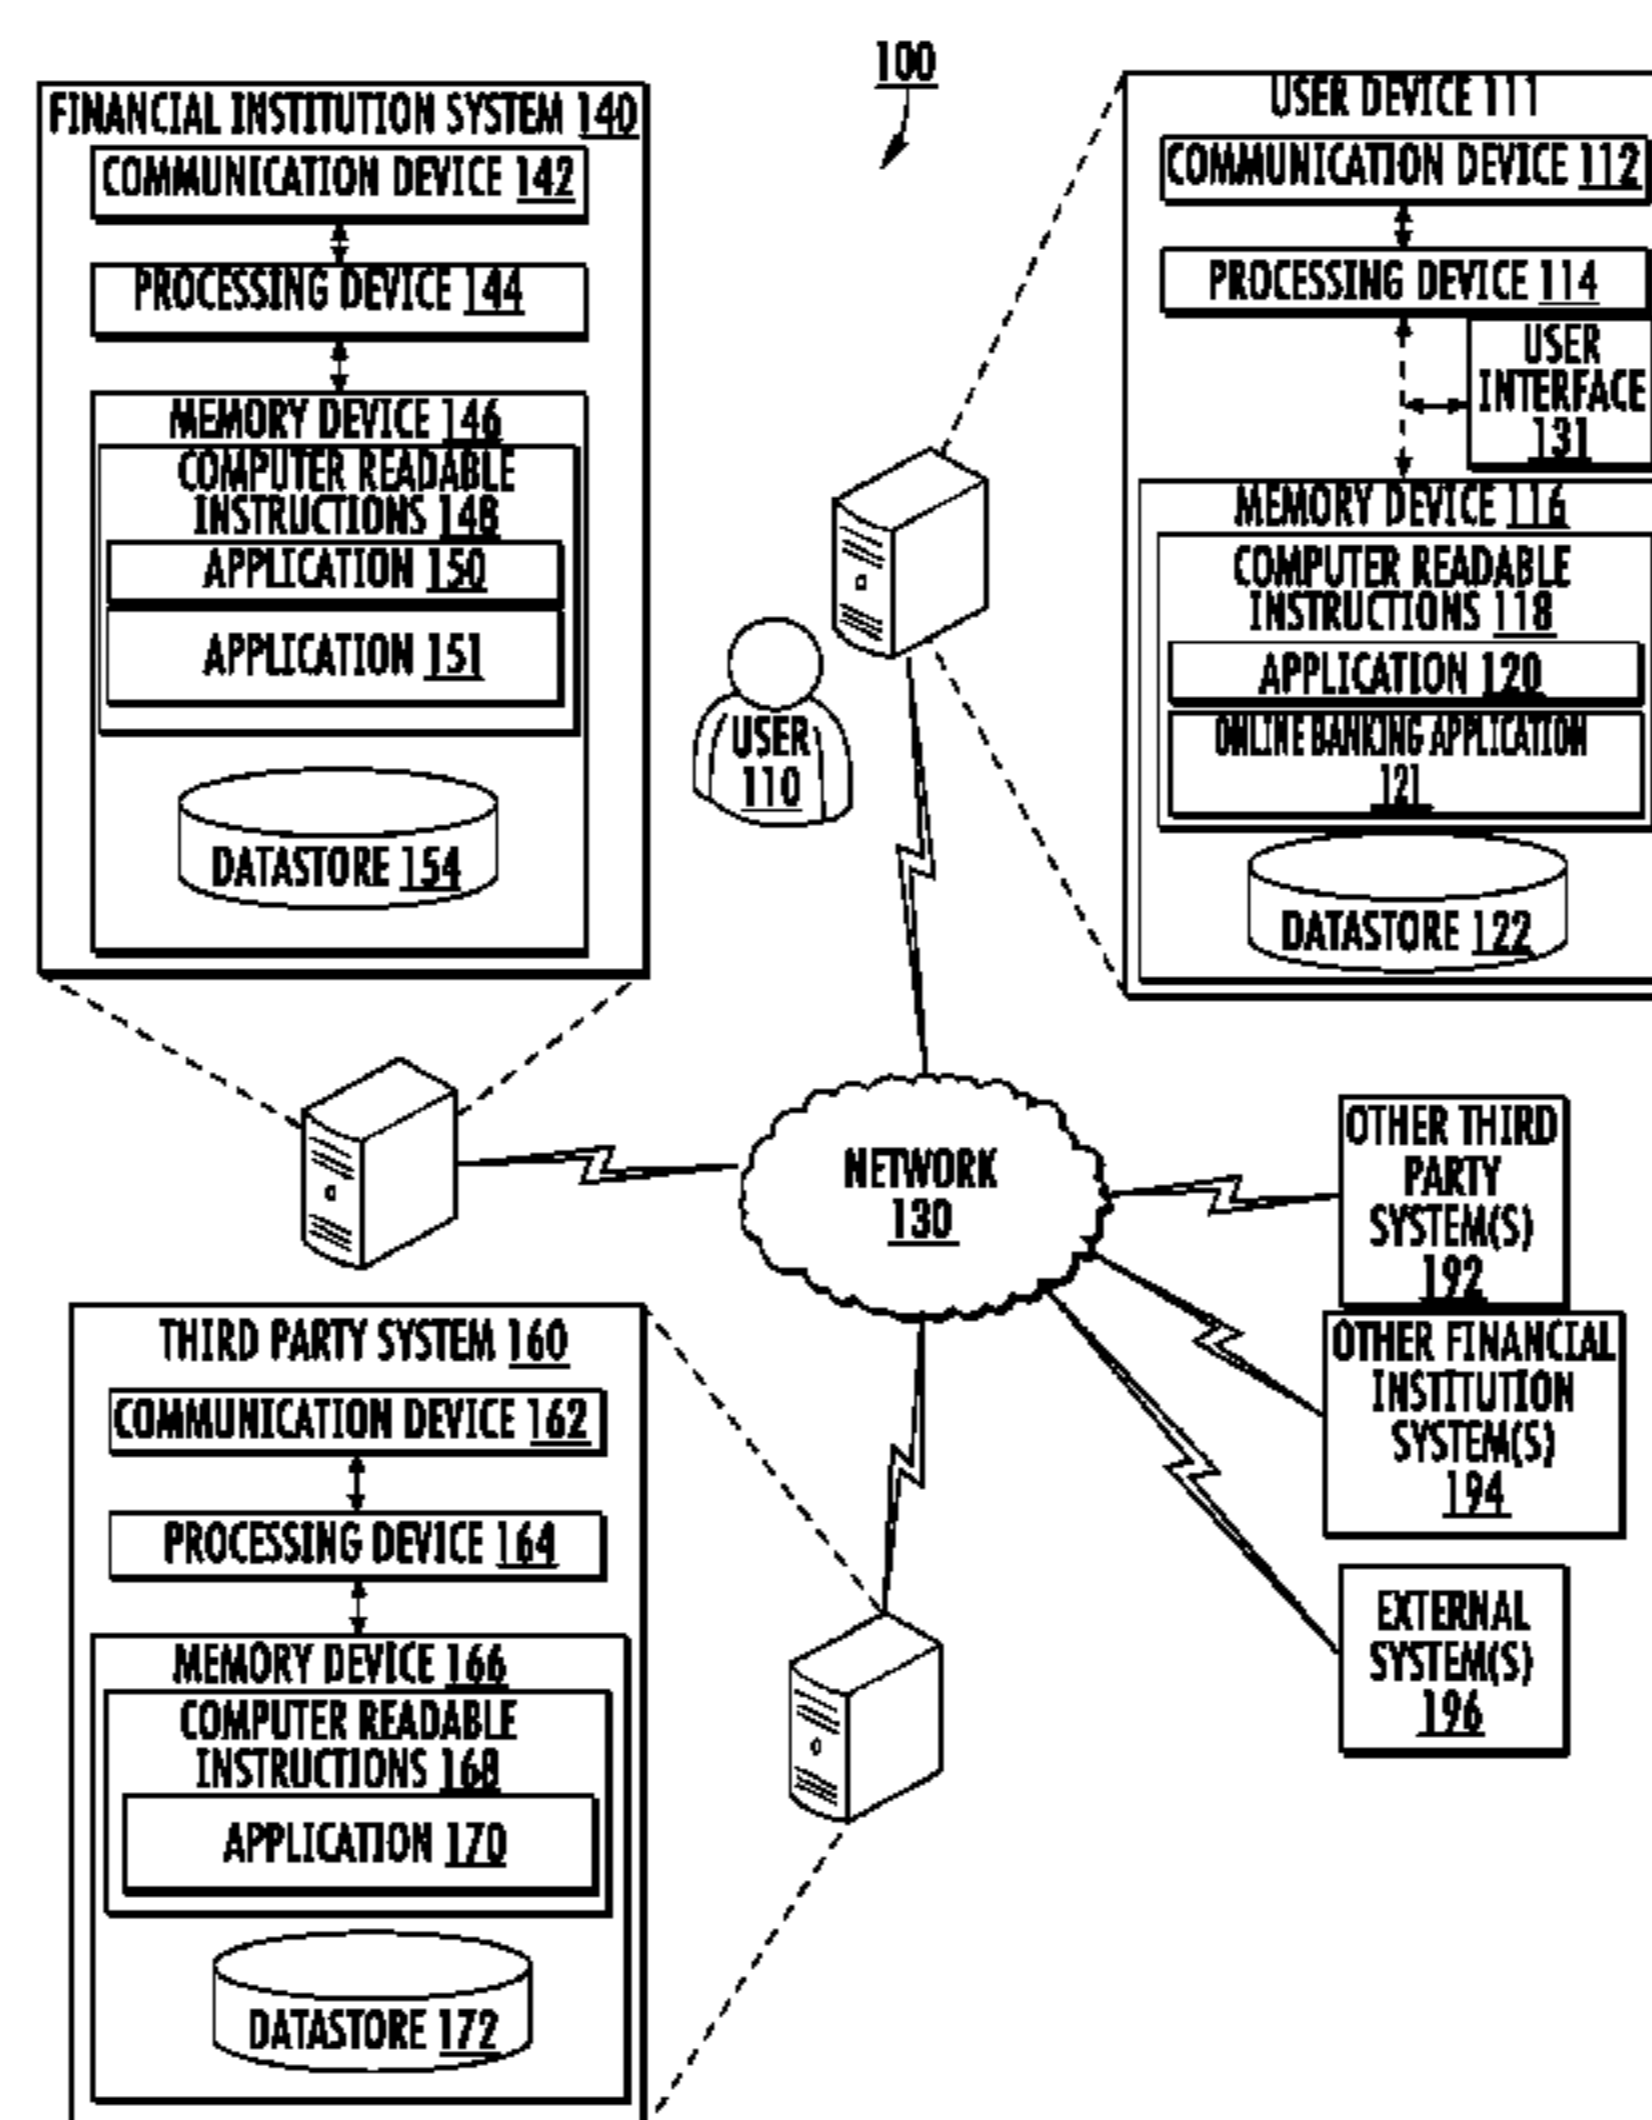 100
FINANCIAL INSTITUTION SYSTEM 140
COMMUNICATION DEVICE 142
PROCESSING DEVICE 144
MEMORY DEVICE 146
COMPUTER READABLE
INSTRUCTIONS 148
APPLICATION 150
APPLICATION 151
DATASTORE 154
USER DEVICE 111
COMMUNICATION DEVICE 112
PROCESSING DEVICE 114
USER
INTERFACE
131
MEMORY DEVICE 116
COMPUTER READABLE
INSTRUCTIONS 118
APPLICATION 120
ONLINE BANKING APPLICATION
121
DATASTORE 122
USER
110
NETWORK
130
OTHER THIRD
PARTY
SYSTEM(S)
192
OTHER FINANCIAL
INSTITUTION
SYSTEM(S)
194
EXTERNAL
SYSTEM(S)
196
THIRD PARTY SYSTEM 160
COMMUNICATION DEVICE 162
PROCESSING DEVICE 164
MEMORY DEVICE 166
COMPUTER READABLE
INSTRUCTIONS 168
APPLICATION 170
DATASTORE 172